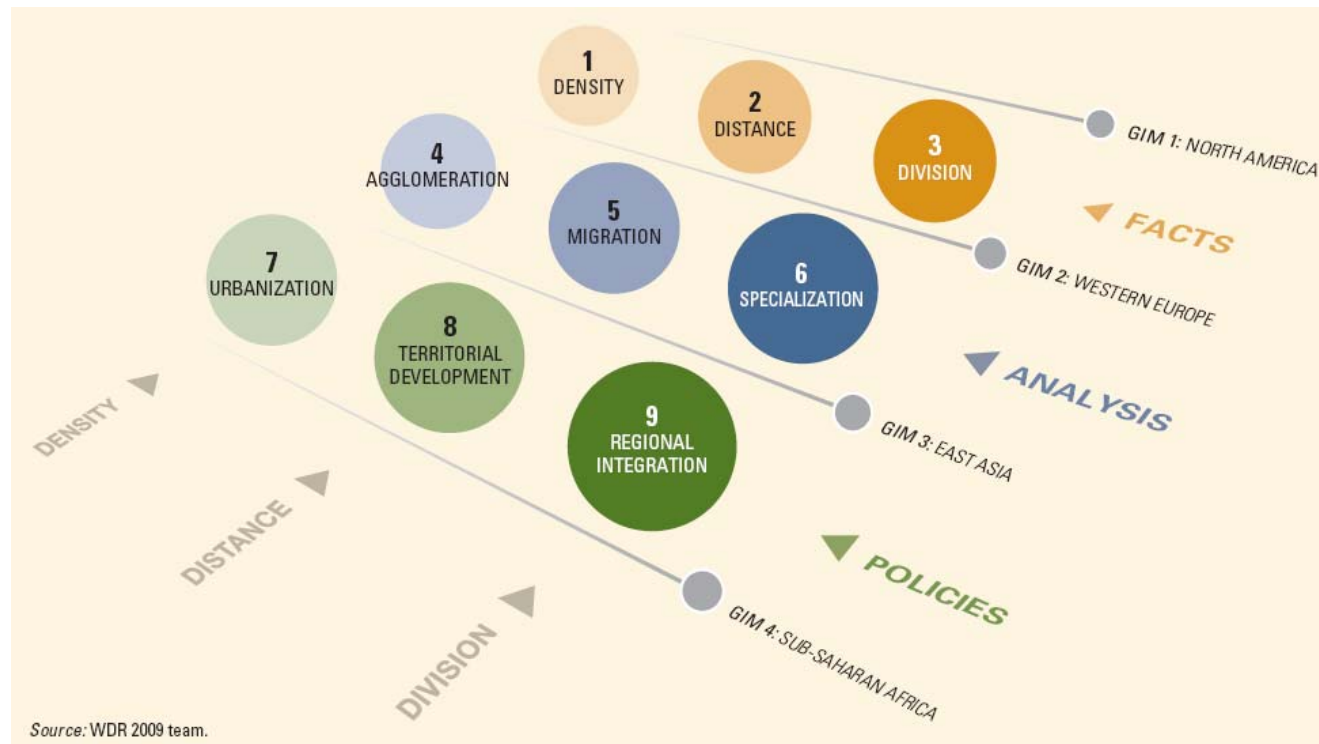 1
DENSITY
2
DISTANCE
3
DIVISION
GIM 1: NORTH AMERICA
FACTS
4
AGGLOMERATION
5
MIGRATION
6
SPECIALIZATION
GIM 2: WESTERN EUROPE
ANALYSIS
7
URBANIZATION
8
TERRITORIAL
DEVELOPMENT
9
REGIONAL
INTEGRATION
GIM 3: EAST ASIA
POLICIES
GIM 4: SUB-SAHARAN AFRICA
DENSITY
DISTANCE
DIVISION
Source: WDR 2009 team.